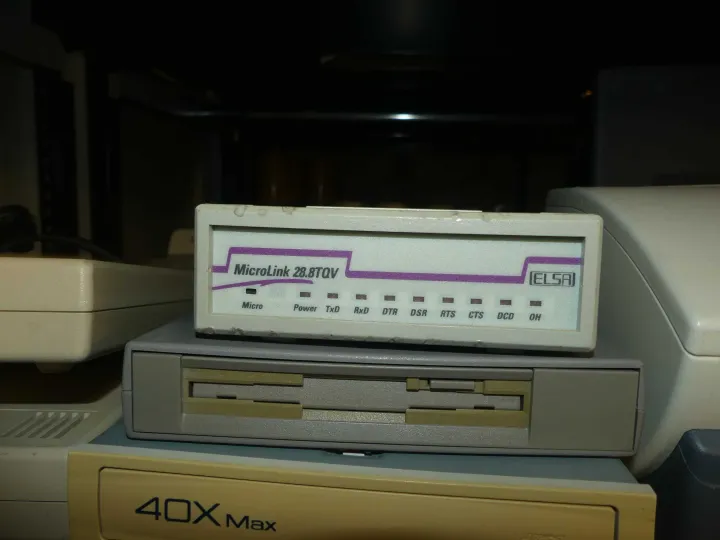 MicroLink 28.8TQV
ELSA
Micro Power TxD RxD DTR DSR RTS CTS DCD OH
40X Max